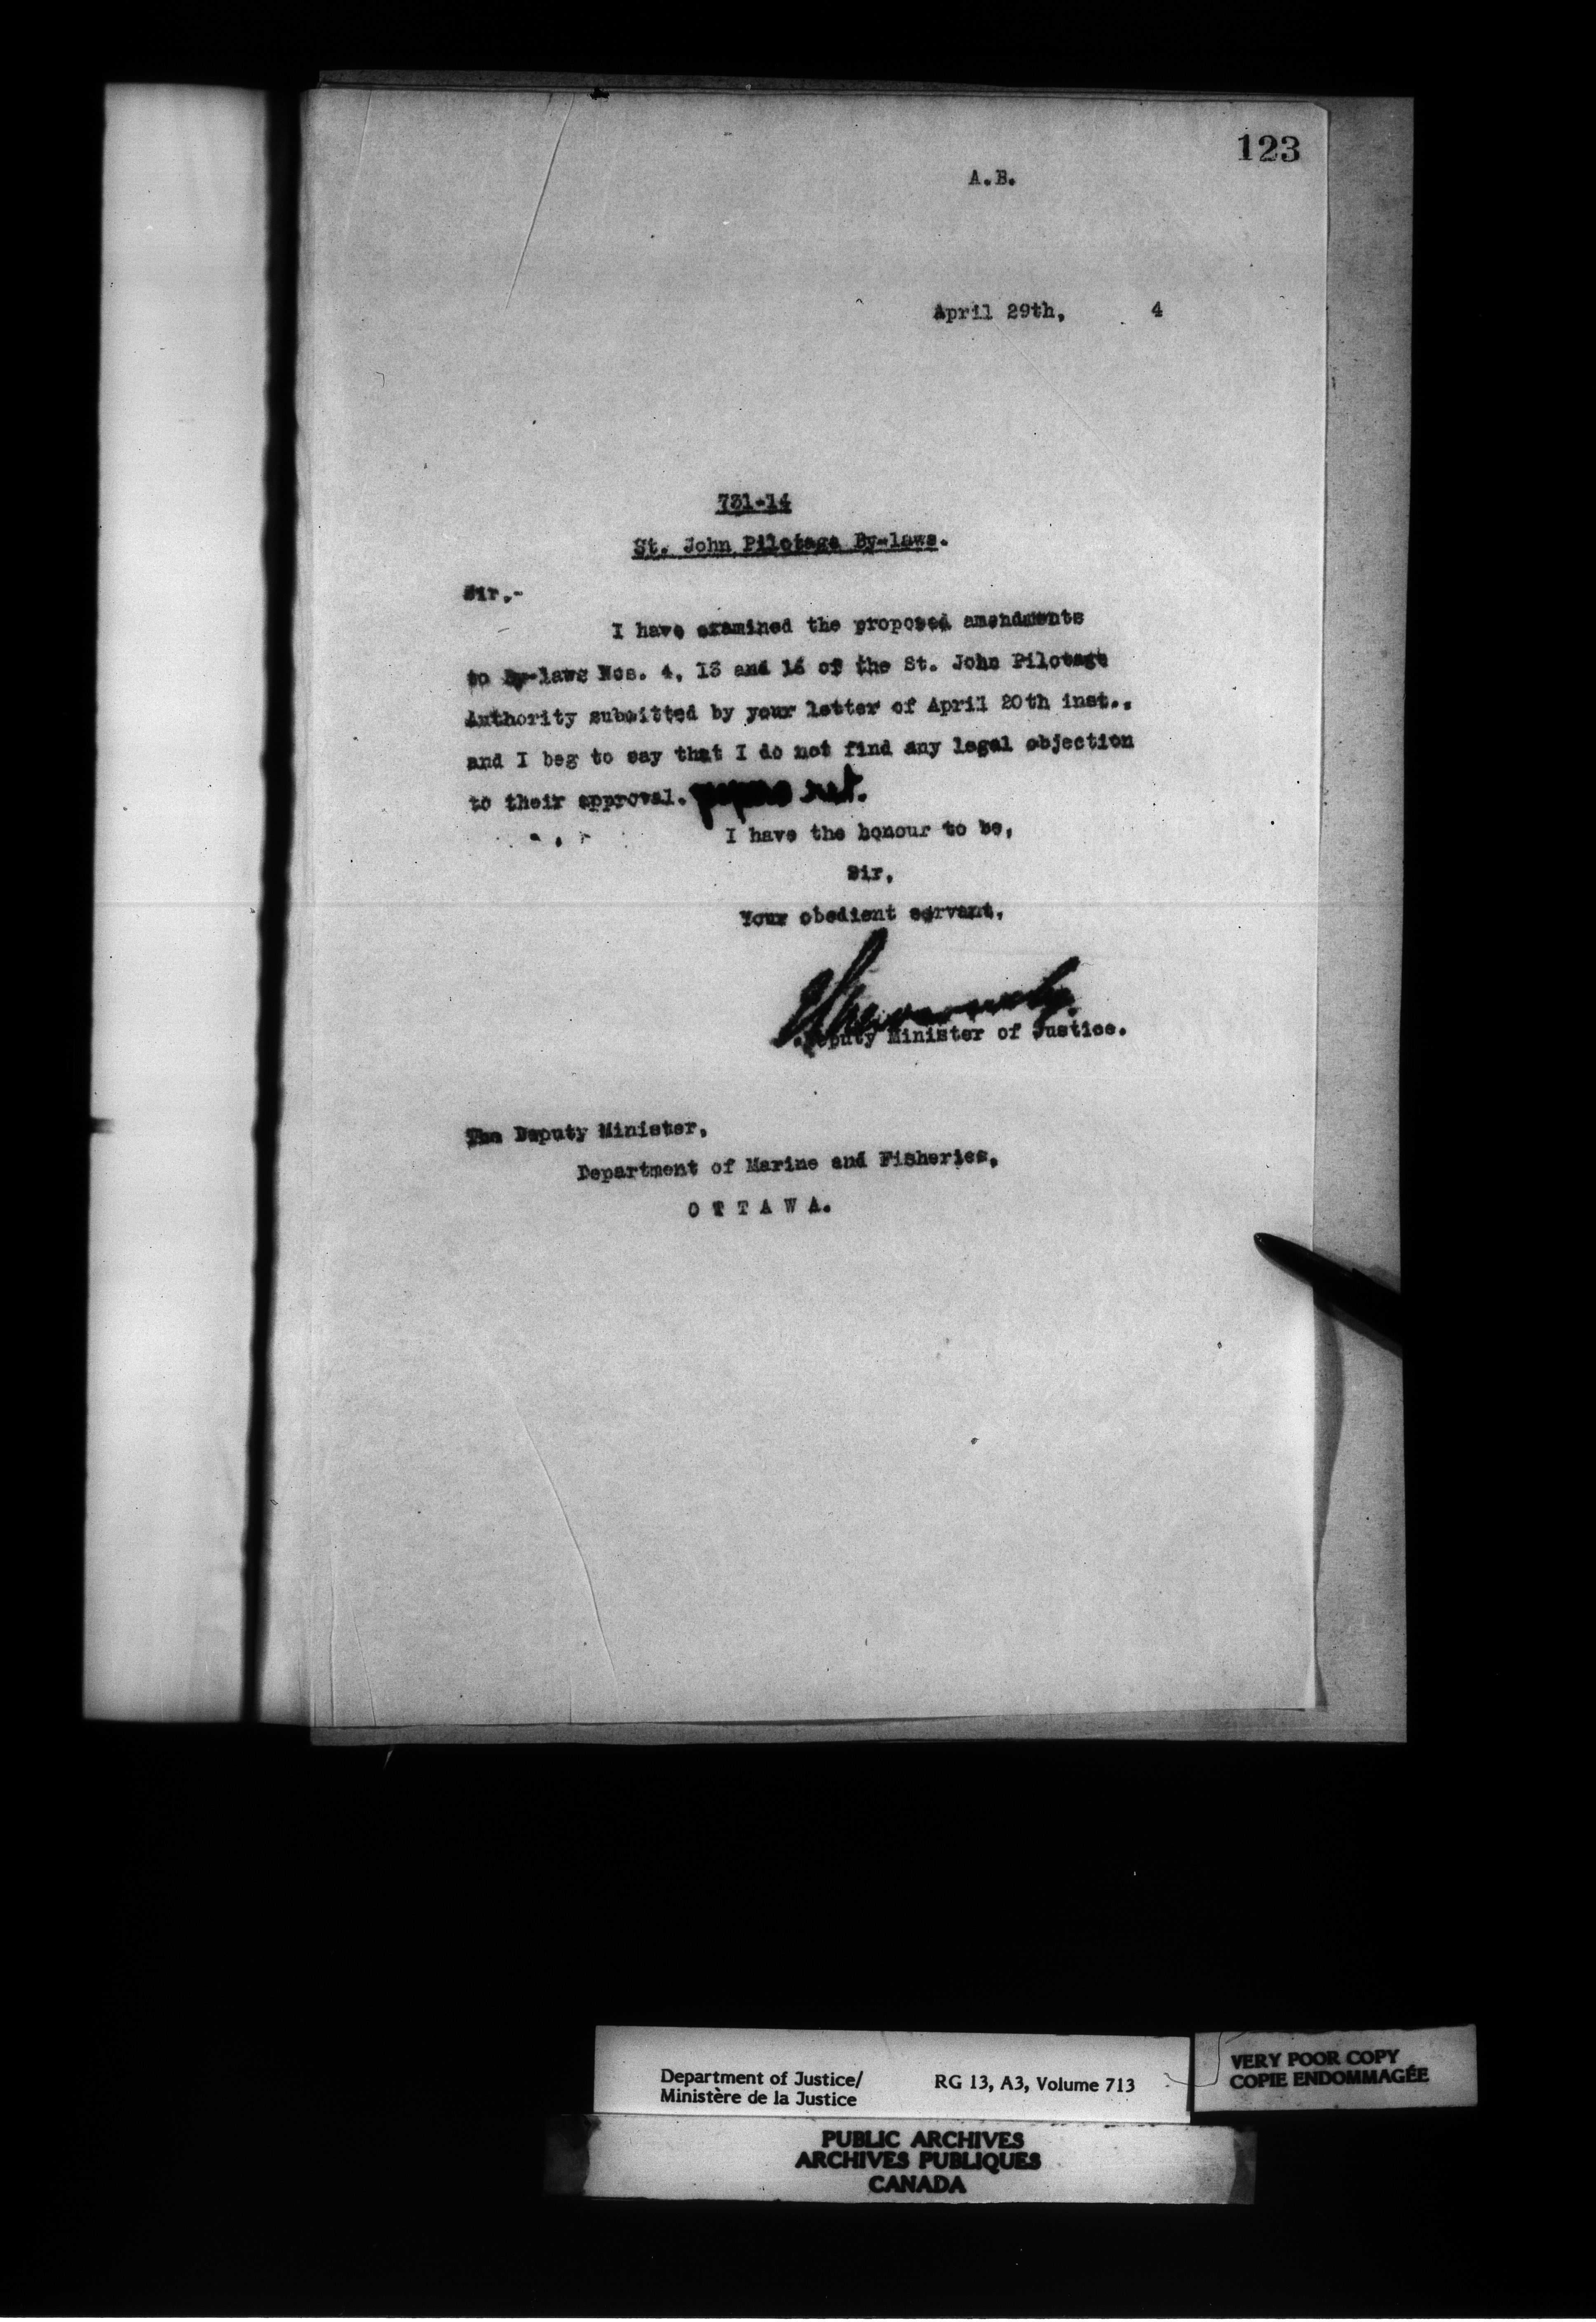 123
A.B.
April 29th, 4
731-14
St. John Pilotage By-laws.
Sir,-
I have examined the proposed amendments
to By-laws Nos. 4, 13 and 16 of the St. John Pilotage
Authority submitted by your letter of April 20th inst.,
and I beg to say that I do not find any legal objection
to their approval. papers ret.
I have the honour to be,
Sir,
Your obedient servant,
Deputy Minister of Justice.
The Deputy Minister,
Department of Marine and Fisheries,
O T T A W A.
Department of Justice/
Ministère de la Justice
RG 13, A3, Volume 713
VERY POOR COPY
COPIE ENDOMMAGÉE
PUBLIC ARCHIVES
ARCHIVES PUBLIQUES
CANADA